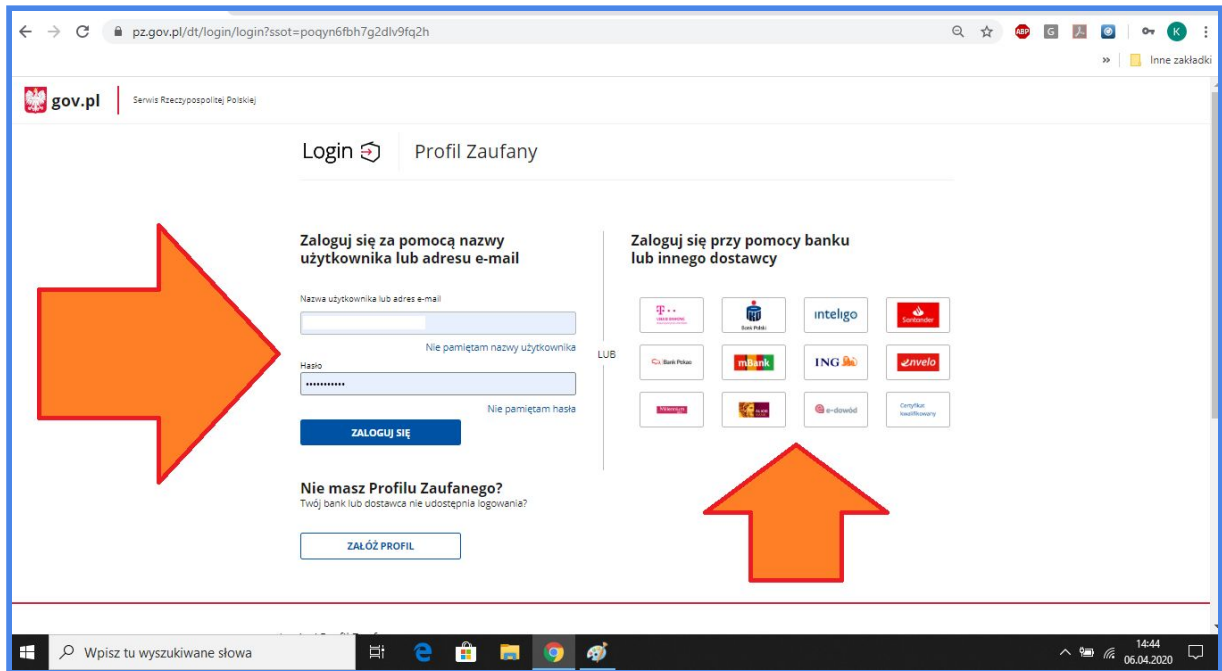 pz.gov.pl/dt/login/login?ssot=poqyn6fbh7g2dlv9fq2h
ABP
G
K
» Inne zakładki
gov.pl
Serwis Rzeczypospolitej Polskiej
Login
Profil Zaufany
Zaloguj się za pomocą nazwy
użytkownika lub adresu e-mail
Nazwa użytkownika lub adres e-mail
Nie pamiętam nazwy użytkownika
Hasło
•••••••••••
Nie pamiętam hasła
ZALOGUJ SIĘ
Nie masz Profilu Zaufanego?
Twój bank lub dostawca nie udostępnia logowania?
ZAŁÓŻ PROFIL
LUB
Zaloguj się przy pomocy banku
lub innego dostawcy
T
Bank Polski
inteligo
Santander
Bank Pekao
mBank
ING
envelo
Millennium
e-dowód
Certyfikat
kwalifikowany
Wpisz tu wyszukiwane słowa
14:44
06.04.2020